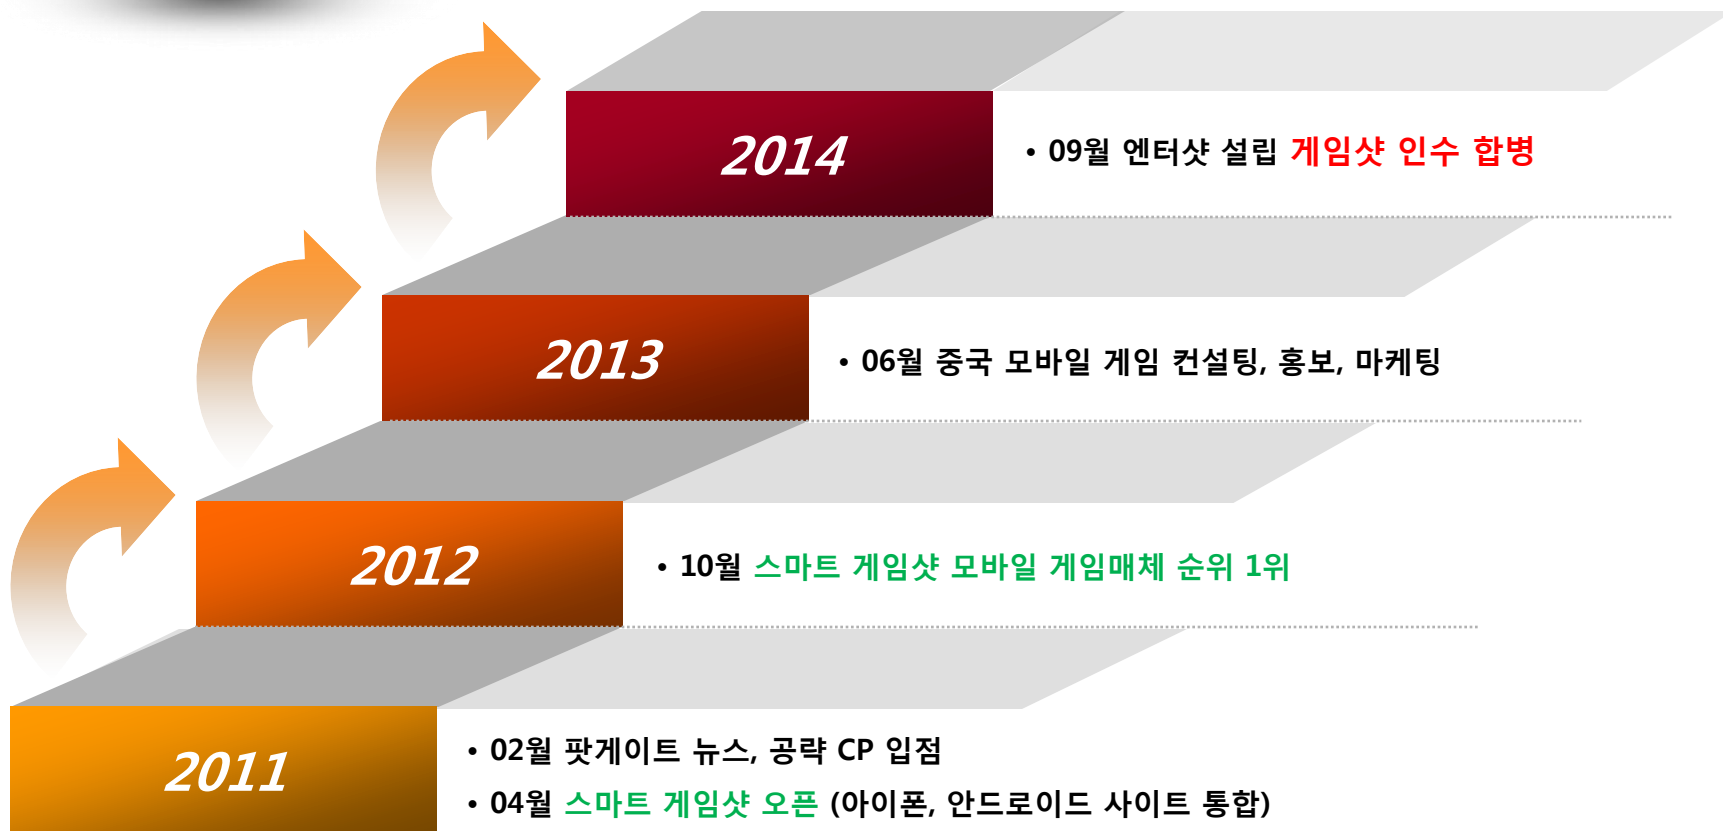 2014
• 09월 엔터샷 설립 게임샷 인수 합병
2013
• 06월 중국 모바일 게임 컨설팅, 홍보, 마케팅
2012
• 10월 스마트 게임샷 모바일 게임매체 순위 1위
2011
• 02월 팟게이트 뉴스, 공략 CP 입점
• 04월 스마트 게임샷 오픈 (아이폰, 안드로이드 사이트 통합)